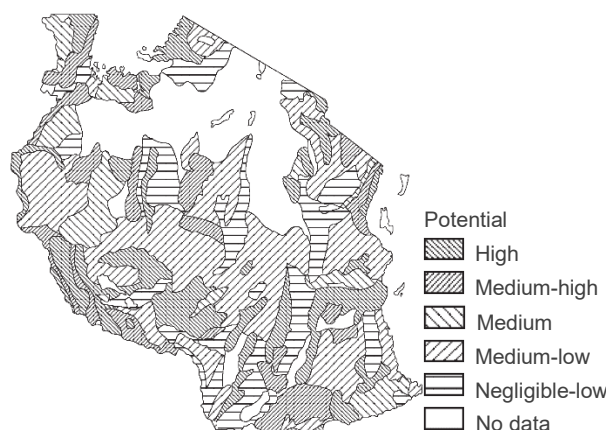 Potential
High
Medium-high
Medium
Medium-low
Negligible-low
No data